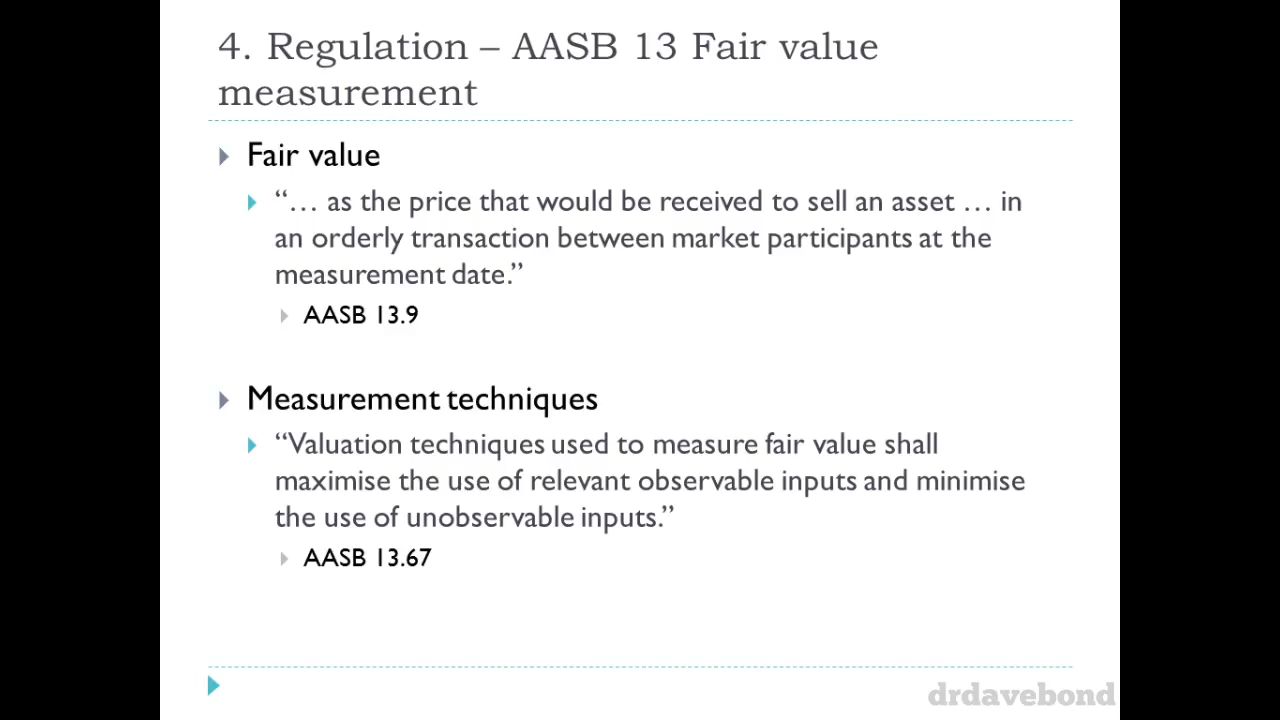 4. Regulation – AASB 13 Fair value
measurement
Fair value
“… as the price that would be received to sell an asset … in
an orderly transaction between market participants at the
measurement date.”
AASB 13.9
Measurement techniques
“Valuation techniques used to measure fair value shall
maximise the use of relevant observable inputs and minimise
the use of unobservable inputs.”
AASB 13.67
drdavebond